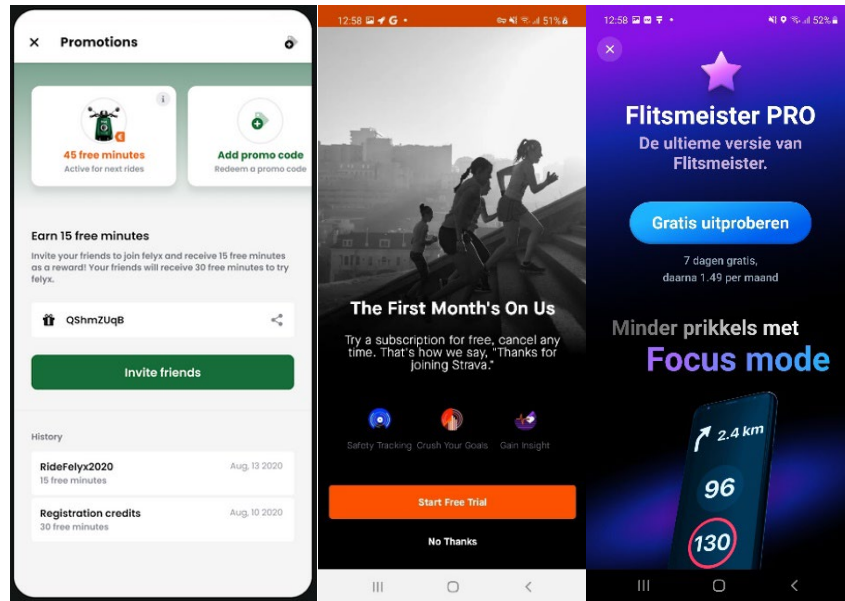 Promotions
45 free minutes
Active for next rides
Add promo code
Redeem a promo code
Earn 15 free minutes
Invite your friends to join felyx and receive 15 free minutes
as a reward! Your friends will receive 30 free minutes to try
felyx.
QShmZUqB
Invite friends
History
RideFelyx2020
Aug, 13 2020
15 free minutes
Registration credits
Aug, 10 2020
30 free minutes
12:58 G
51%
The First Month's On Us
Try a subscription for free, cancel any
time. That's how we say, "Thanks for
joining Strava."
Safety Tracking Crush Your Goals Gain Insight
Start Free Trial
No Thanks
12:58
52%
Flitsmeister PRO
De ultieme versie van
Flitsmeister.
Gratis uitproberen
7 dagen gratis,
daarna 1.49 per maand
Minder prikkels met
Focus mode
2.4 km
96
130